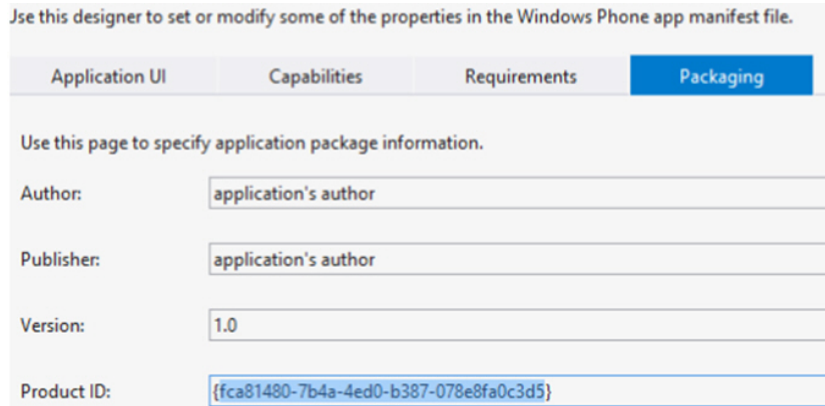 Use this designer to set or modify some of the properties in the Windows Phone app manifest file.
Application UI Capabilities Requirements Packaging
Use this page to specify application package information.
Author: application's author
Publisher: application's author
Version: 1.0
Product ID: {fca81480-7b4a-4ed0-b387-078e8fa0c3d5}